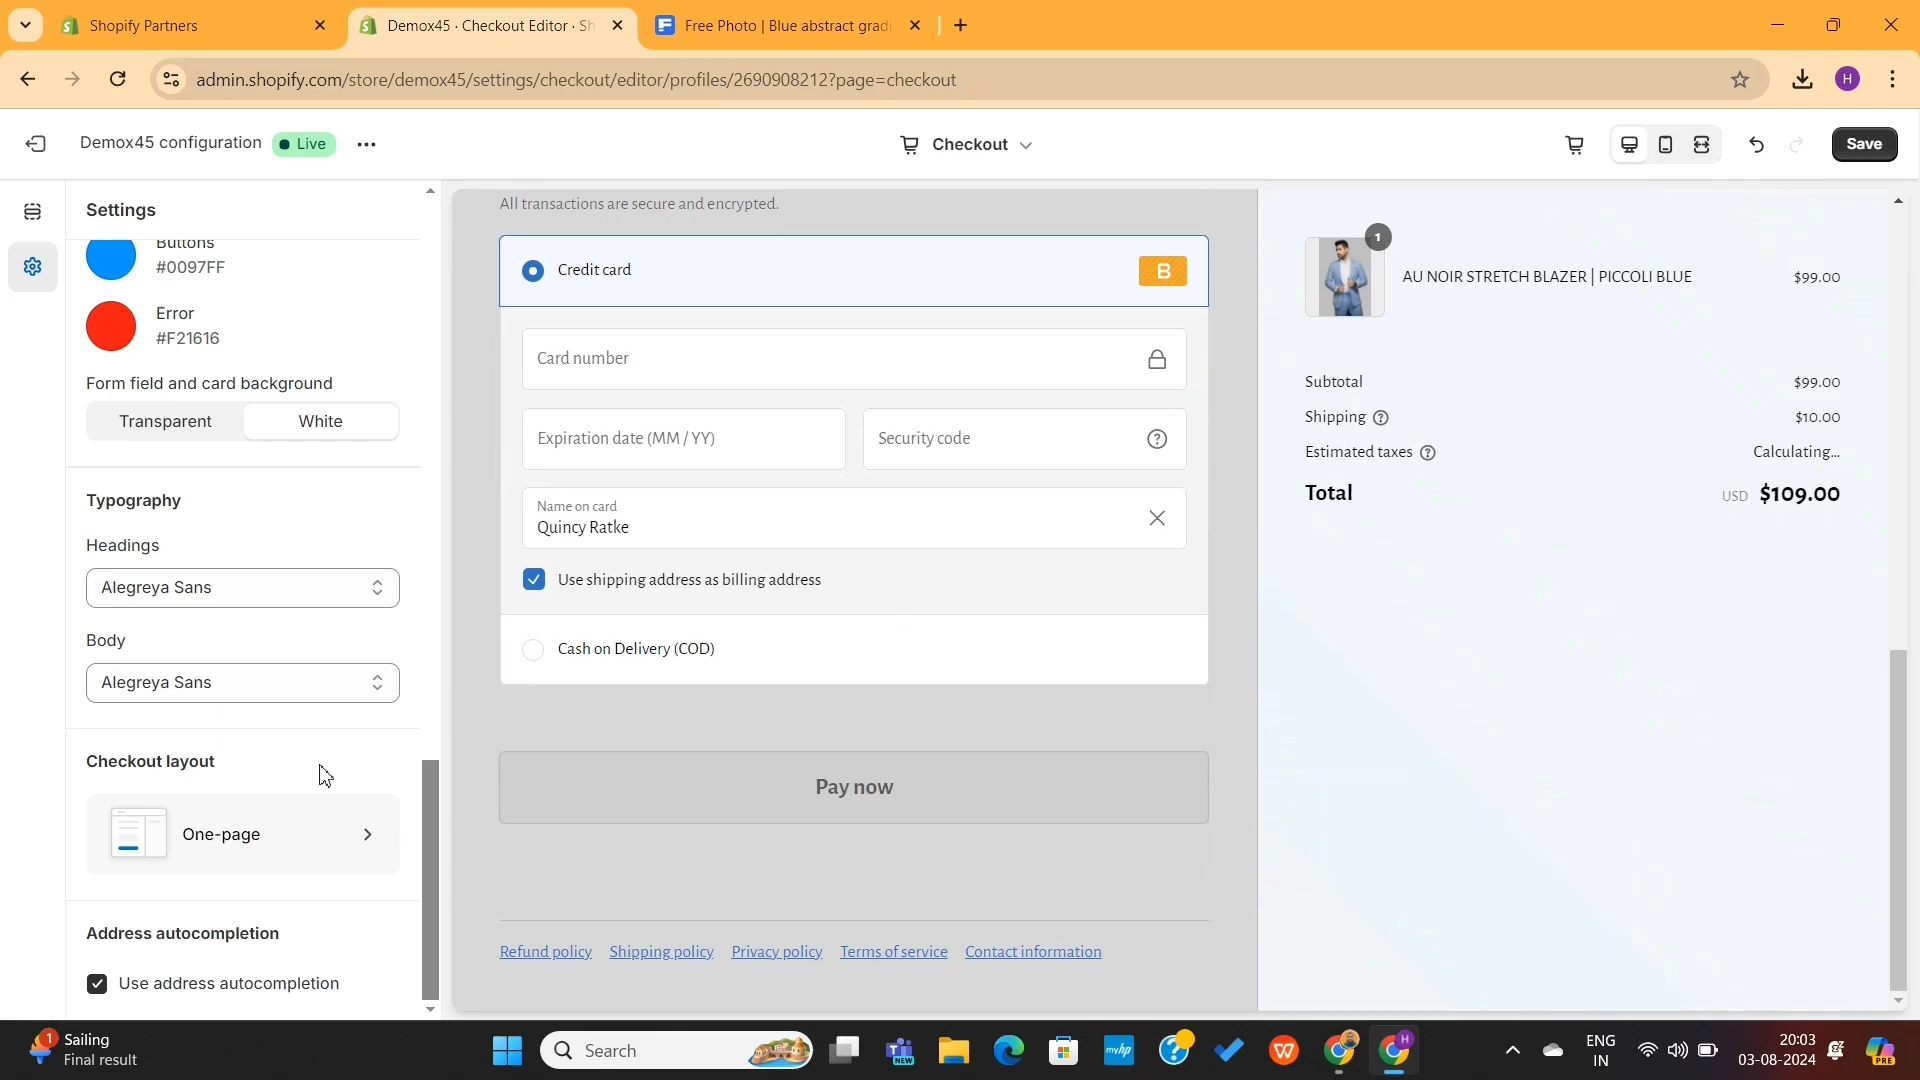 Shopify Partners
Demox45 · Checkout Editor · Sh
Free Photo | Blue abstract gradi
admin.shopify.com/store/demox45/settings/checkout/editor/profiles/2690908212?page=checkout
H
Demox45 configuration
Live
Checkout
Save
Settings
Buttons
#0097FF
Error
#F21616
Form field and card background
Transparent
White
Typography
Headings
Alegreya Sans
Body
Alegreya Sans
Checkout layout
One-page
Address autocompletion
Use address autocompletion
All transactions are secure and encrypted.
Credit card
B
Card number
Expiration date (MM / YY)
Security code
Name on card
Quincy Ratke
Use shipping address as billing address
Cash on Delivery (COD)
Pay now
Refund policy Shipping policy Privacy policy Terms of service Contact information
1
AU NOIR STRETCH BLAZER | PICCOLI BLUE
$99.00
Subtotal
$99.00
Shipping
$10.00
Estimated taxes
Calculating...
Total
USD $109.00
1
Sailing
Final result
Search
NEW
myhp
H
ENG
IN
20:03
03-08-2024
PRE